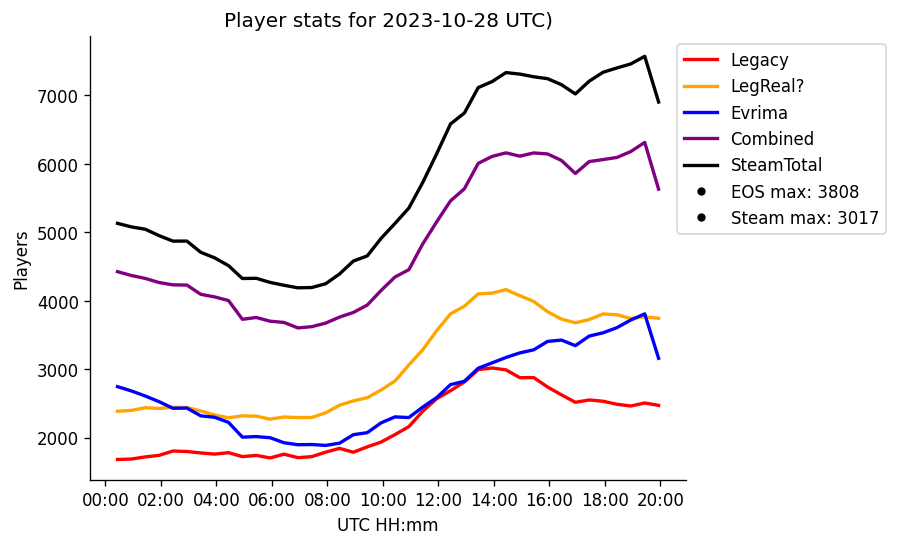 Player stats for 2023-10-28 UTC)
Legacy
LegReal?
Evrima
Combined
SteamTotal
EOS max: 3808
Steam max: 3017
Players
7000
6000
5000
4000
3000
2000
00:00 02:00 04:00 06:00 08:00 10:00 12:00 14:00 16:00 18:00 20:00
UTC HH:mm